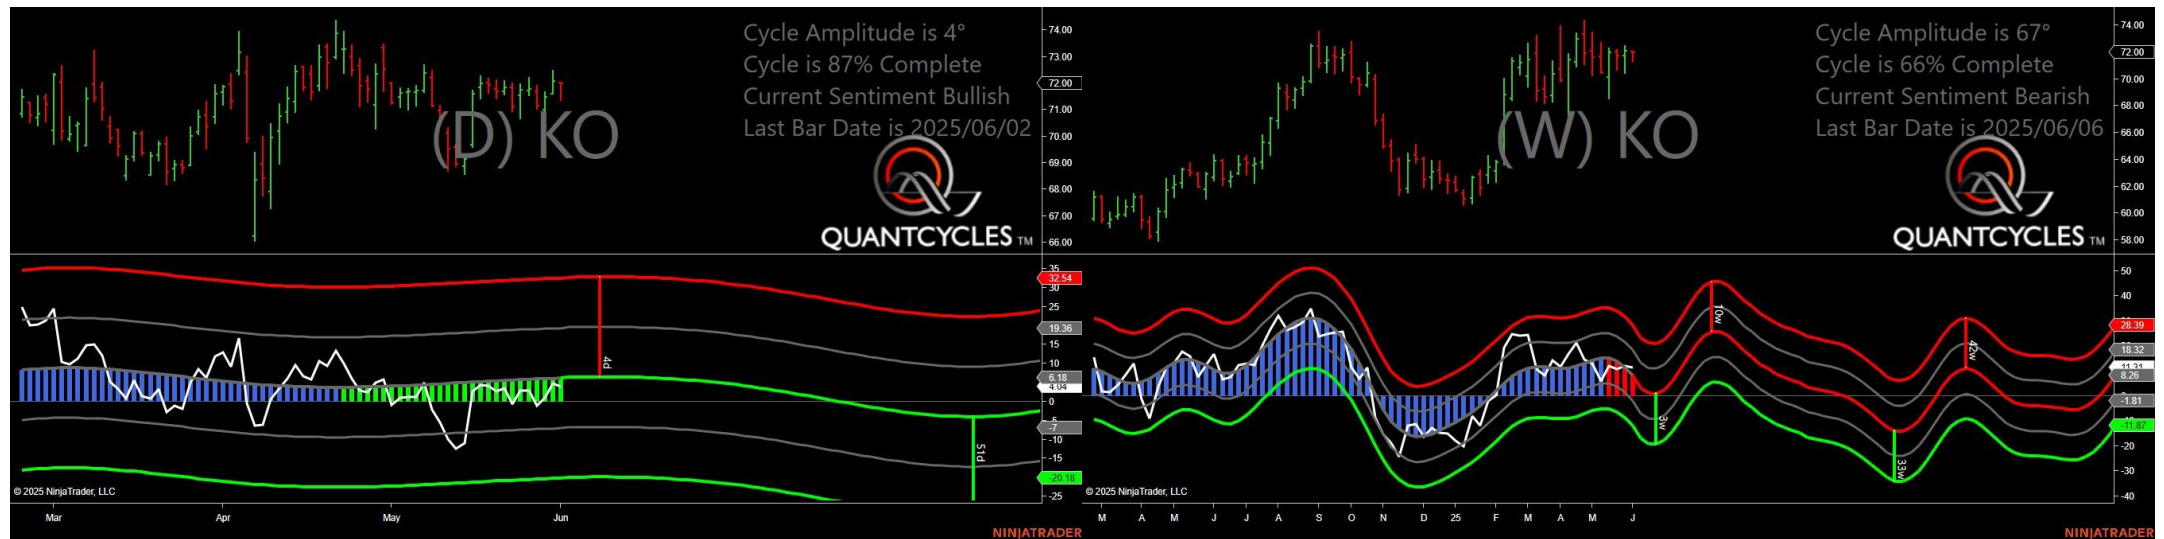 Cycle Amplitude is 4°
Cycle is 87% Complete
Current Sentiment Bullish
Last Bar Date is 2025/06/02
(D) KO
QUANTCYCLES TM
74.00
73.00
72.00
71.00
70.00
69.00
68.00
67.00
66.00
35
32.54
30
25
19.36
15
10
6.18
4.04
0
-7
-10
-15
-20.18
-25
4d
51d
© 2025 NinjaTrader, LLC
Mar
Apr
May
Jun
NINJATRADER
Cycle Amplitude is 67°
Cycle is 66% Complete
Current Sentiment Bearish
Last Bar Date is 2025/06/06
(W) KO
QUANTCYCLES TM
74.00
72.00
70.00
68.00
66.00
64.00
62.00
60.00
58.00
50
40
28.39
18.32
8.26
-1.81
-11.87
-20
-30
-40
10w
3w
33w
42w
© 2025 NinjaTrader, LLC
M A M J J A S O N D 25 F M A M J
NINJATRADER